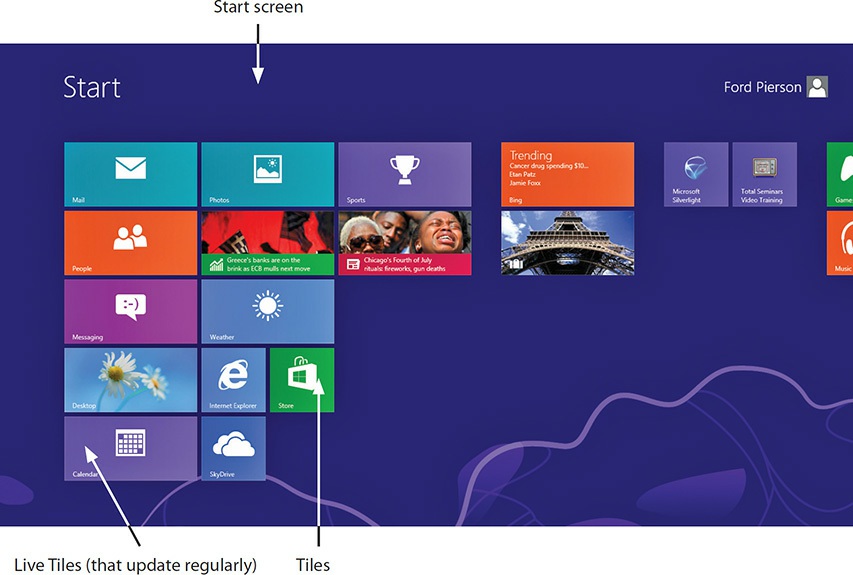 Start screen
Start
Ford Pierson
Mail
Photos
Sports
Trending
Cancer drug spending $10...
Etan Patz
Jamie Foxx
Bing
Microsoft
Silverlight
Total Seminars
Video Training
Game
People
Greece's banks are on the
brink as ECB mulls next move
Chicago's Fourth of July
rituals: fireworks, gun deaths
Music
Messaging
:-)
Weather
Desktop
Internet Explorer
Store
Calendar
SkyDrive
Live Tiles (that update regularly)
Tiles